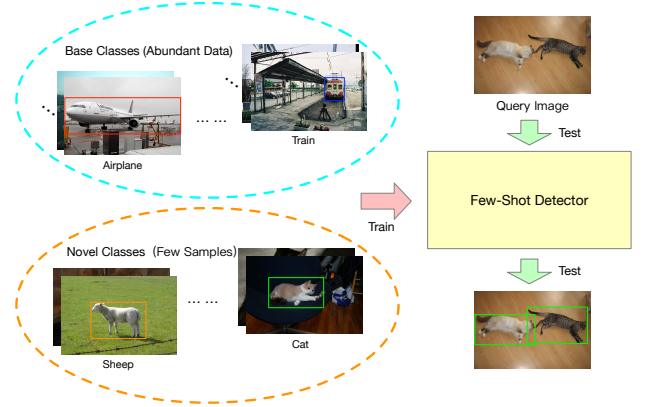 Base Classes (Abundant Data)
... ...
Airplane
Train
Novel Classes (Few Samples)
... ...
Sheep
Cat
Train
Query Image
Test
Few-Shot Detector
Test